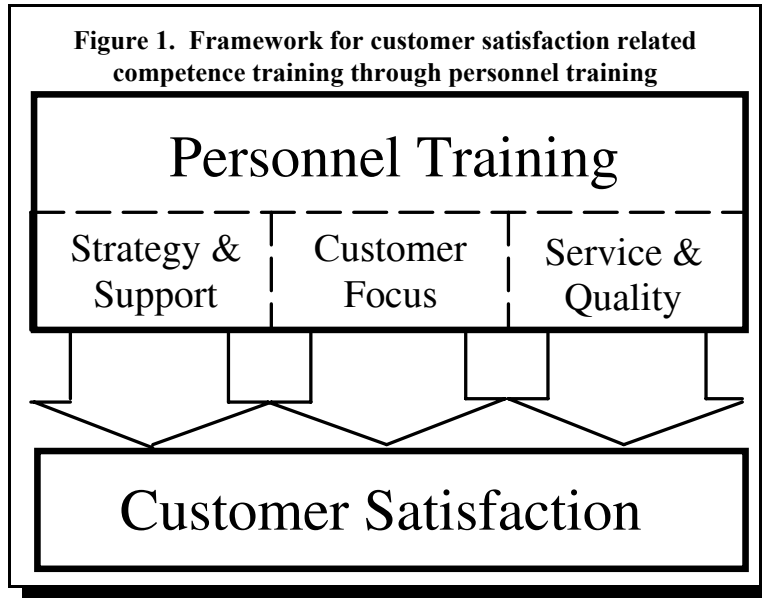 Figure 1.  Framework for customer satisfaction related
competence training through personnel training
Personnel Training
Strategy &
Support
Customer
Focus
Service &
Quality
Customer Satisfaction